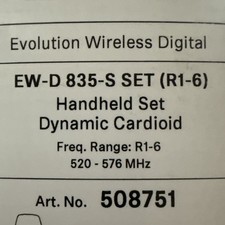 Evolution Wireless Digital
EW-D 835-S SET (R1-6)
Handheld Set
Dynamic Cardioid
Freq. Range: R1-6
520 - 576 MHz
Art. No. 508751